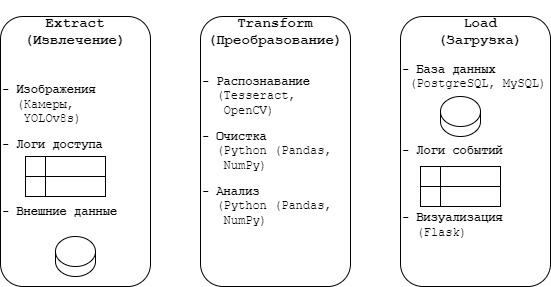 Extract
(Извлечение)
- Изображения
(Камеры,
YOLOv8s)
- Логи доступа
- Внешние данные
Transform
(Преобразование)
- Распознавание
(Tesseract,
OpenCV)
- Очистка
(Python (Pandas,
NumPy)
- Анализ
(Python (Pandas,
NumPy)
Load
(Загрузка)
- База данных
(PostgreSQL, MySQL)
- Логи событий
- Визуализация
(Flask)